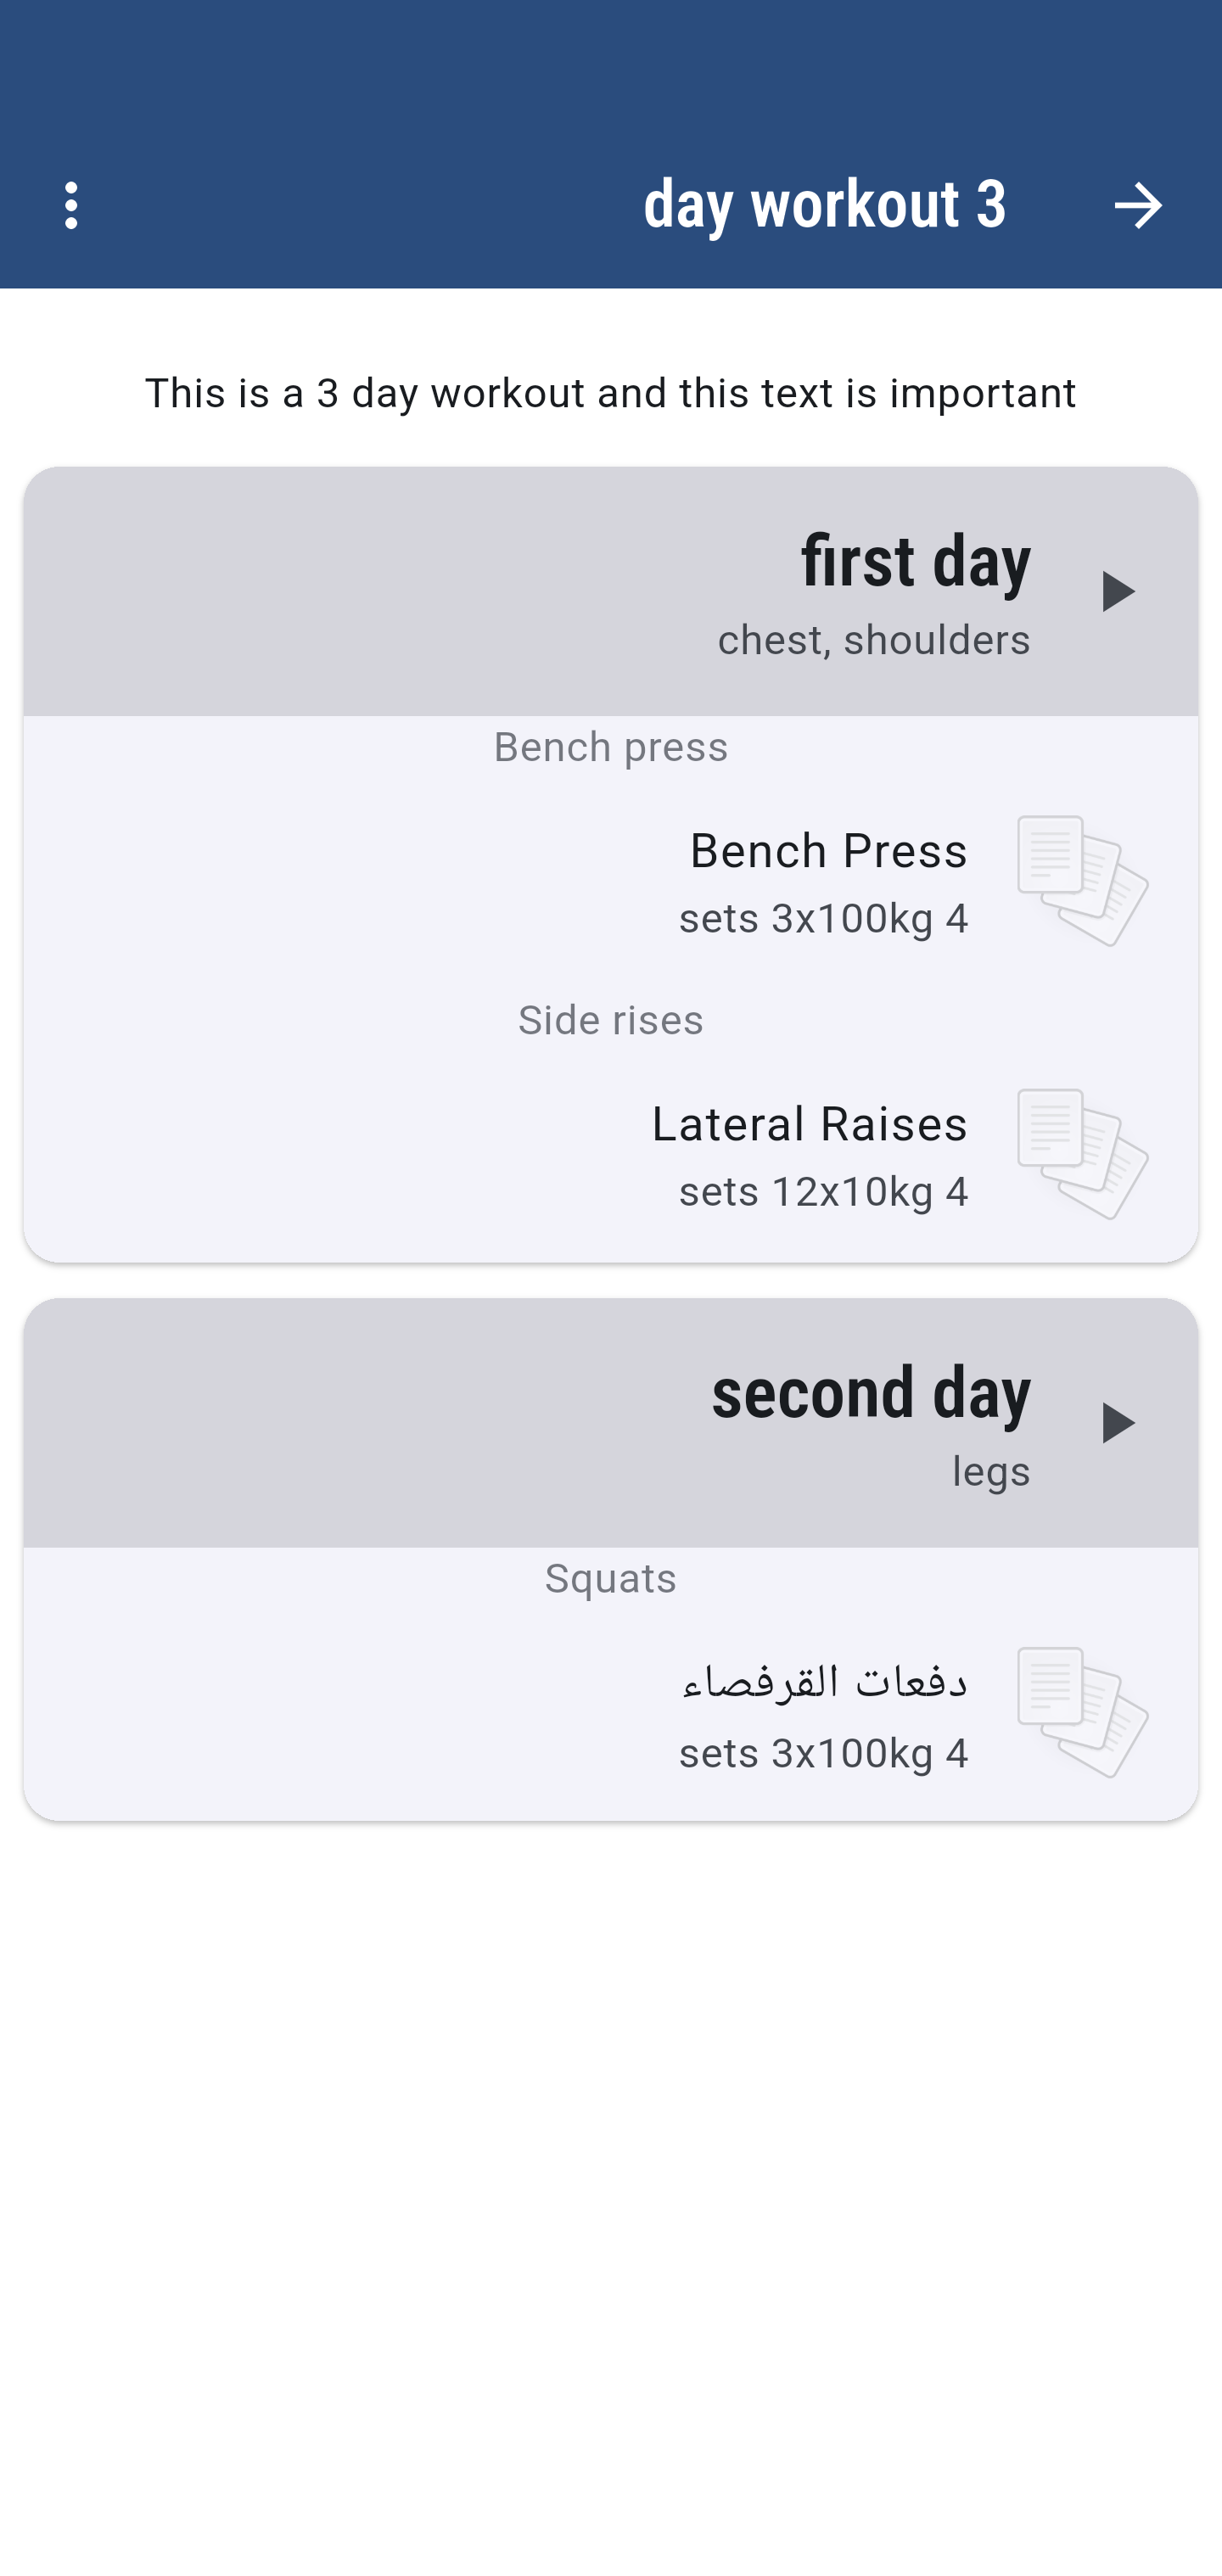 day workout 3
This is a 3 day workout and this text is important
first day
chest, shoulders
Bench press
Bench Press
sets 3x100kg 4
Side rises
Lateral Raises
sets 12x10kg 4
second day
legs
Squats
دفعات القرفصاء
sets 3x100kg 4